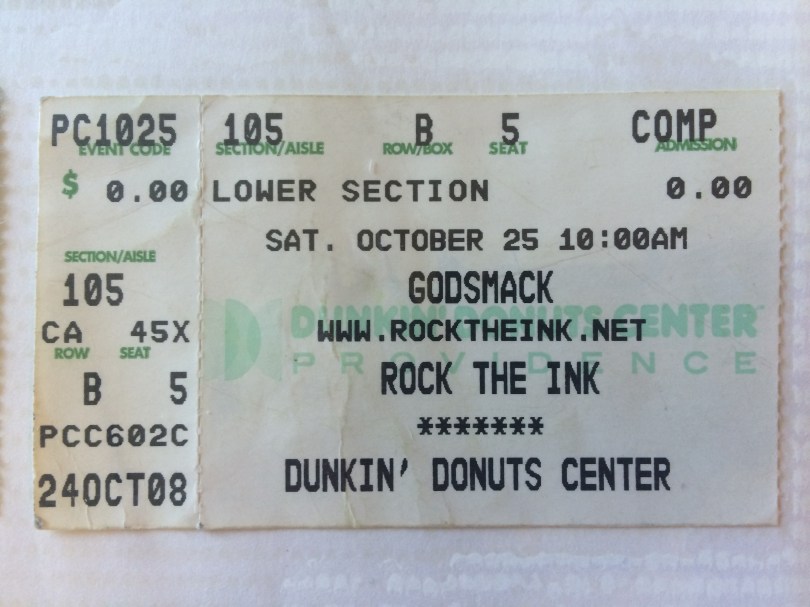 PC1025
EVENT CODE
$ 0.00
SECTION/AISLE
105
CA 45X
ROW SEAT
B 5
PCC602C
24OCT08
105 B 5 COMP
SECTION/AISLE ROW/BOX SEAT ADMISSION
LOWER SECTION 0.00
SAT. OCTOBER 25 10:00AM
GODSMACK
DUNKIN' DONUTS CENTER
WWW.ROCKTHEINK.NET
PROVIDENCE
ROCK THE INK
*******
DUNKIN' DONUTS CENTER